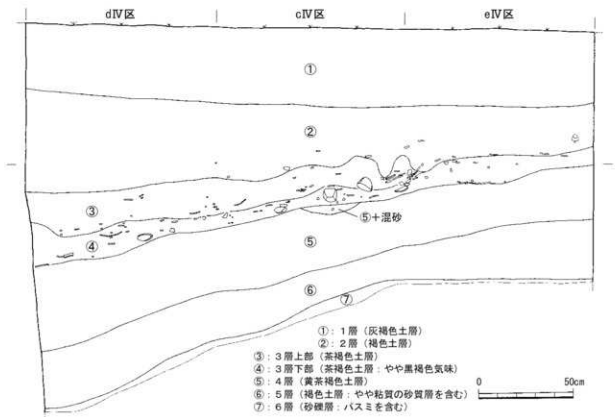 dⅣ区 cⅣ区 eⅣ区
①
②
③
④
⑤+混砂
⑤
⑥
⑦
①:1層(灰褐色土層)
②:2層(褐色土層)
③:3層上部(茶褐色土層)
④:3層下部(茶褐色土層:やや黒褐色気味)
⑤:4層(黄茶褐色土層)
⑥:5層(褐色土層:やや粘質の砂質層を含む)
⑦:6層(砂礫層:パスミを含む)
0 50cm